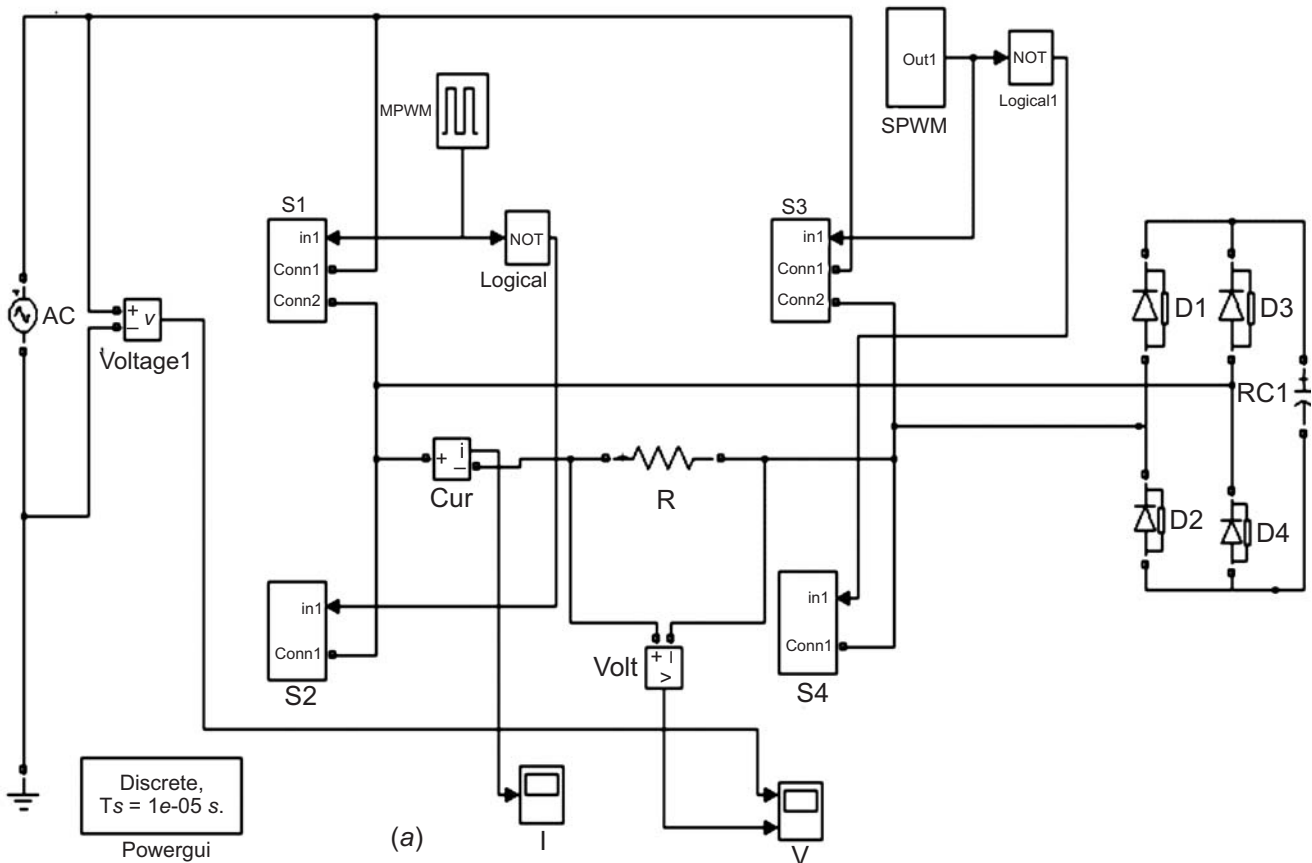 Out1
NOT
Logical1
SPWM
MPWM
S1
in1
Conn1
Conn2
NOT
Logical
S3
in1
Conn1
Conn2
AC
+
−
v
Voltage1
D1
D3
+
RC1
+
i
−
Cur
R
D2
D4
in1
Conn1
S2
Volt
+
in1
Conn1
S4
Discrete,
Ts = 1e-05 s.
Powergui
(a)
I
V